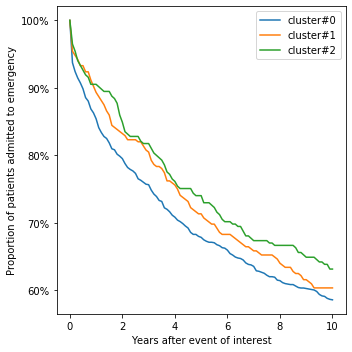 cluster#0
cluster#1
cluster#2
100%
90%
80%
70%
60%
Proportion of patients admitted to emergency
0 2 4 6 8 10
Years after event of interest